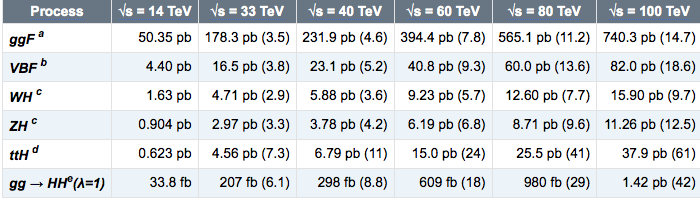 Process √s = 14 TeV √s = 33 TeV √s = 40 TeV √s = 60 TeV √s = 80 TeV √s = 100 TeV
ggF a 50.35 pb 178.3 pb (3.5) 231.9 pb (4.6) 394.4 pb (7.8) 565.1 pb (11.2) 740.3 pb (14.7)
VBF b 4.40 pb 16.5 pb (3.8) 23.1 pb (5.2) 40.8 pb (9.3) 60.0 pb (13.6) 82.0 pb (18.6)
WH c 1.63 pb 4.71 pb (2.9) 5.88 pb (3.6) 9.23 pb (5.7) 12.60 pb (7.7) 15.90 pb (9.7)
ZH c 0.904 pb 2.97 pb (3.3) 3.78 pb (4.2) 6.19 pb (6.8) 8.71 pb (9.6) 11.26 pb (12.5)
ttH d 0.623 pb 4.56 pb (7.3) 6.79 pb (11) 15.0 pb (24) 25.5 pb (41) 37.9 pb (61)
gg → HHe(λ=1) 33.8 fb 207 fb (6.1) 298 fb (8.8) 609 fb (18) 980 fb (29) 1.42 pb (42)